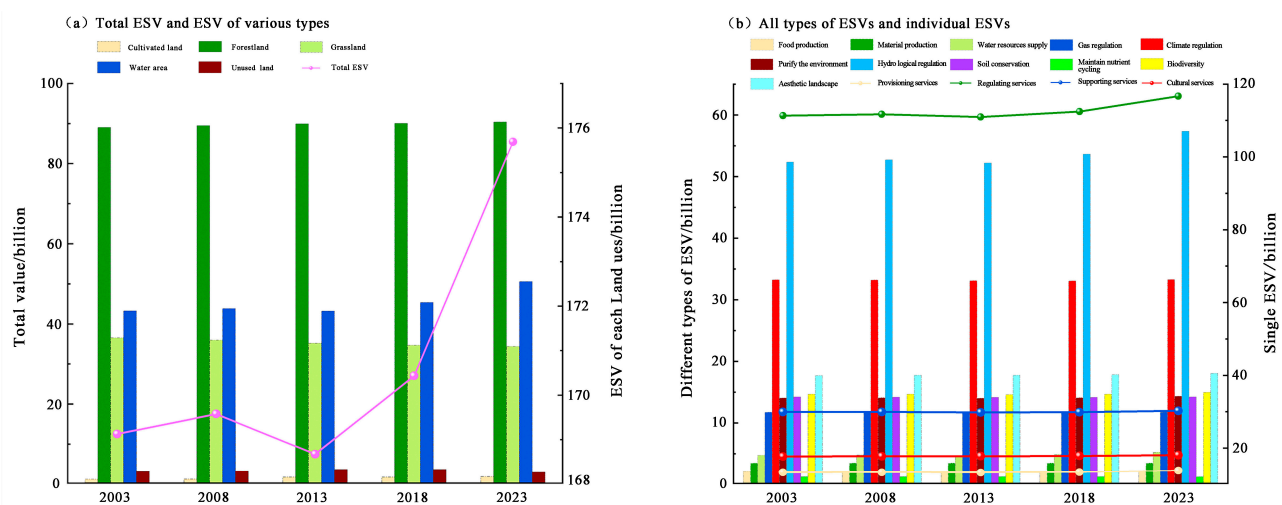 (a) Total ESV and ESV of various types
Cultivated land
Forestland
Grassland
Water area
Unused land
Total ESV
100
80
60
40
20
0
Total value/billion
176
174
172
170
168
ESV of each Land ues/billion
2003
2008
2013
2018
2023
(b) All types of ESVs and individual ESVs
Food production
Material production
Water resources supply
Gas regulation
Climate regulation
Purify the environment
Hydro logical regulation
Soil conservation
Maintain nutrient
cycling
Biodiversity
Aesthetic landscape
Provisioning services
Regulating services
Supporting services
Cultural services
60
50
40
30
20
10
0
Different types of ESV/billion
120
100
80
60
40
20
Single ESV/billion
2003
2008
2013
2018
2023